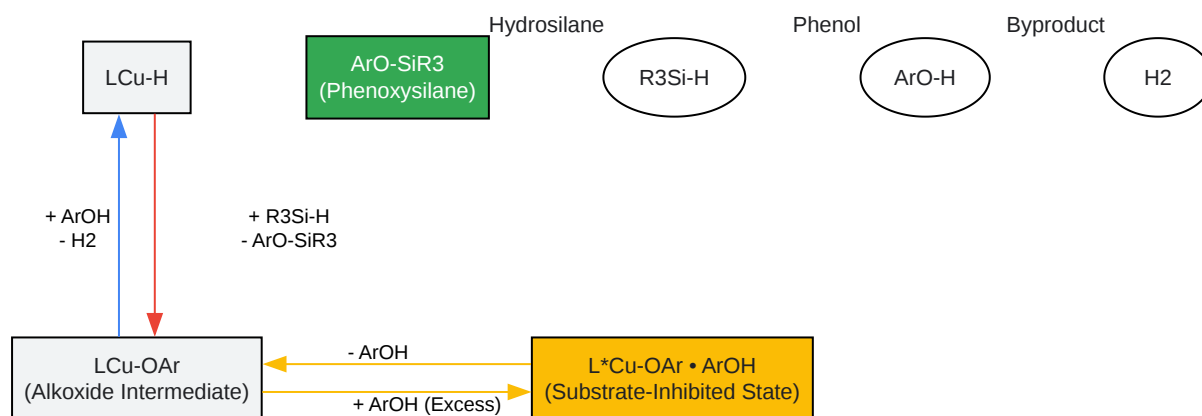 Hydrosilane
Phenol
Byproduct
LCu-H
ArO-SiR3
(Phenoxysilane)
R3Si-H
ArO-H
H2
+ ArOH
- H2
+ R3Si-H
- ArO-SiR3
LCu-OAr
(Alkoxide Intermediate)
- ArOH
+ ArOH (Excess)
L*Cu-OAr • ArOH
(Substrate-Inhibited State)